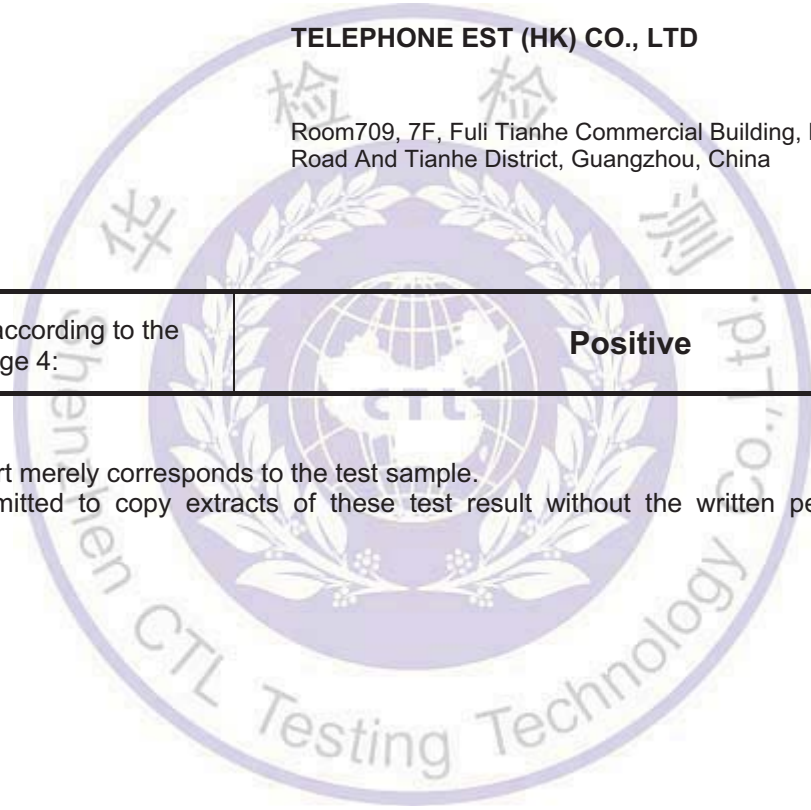 TELEPHONE EST (HK) CO., LTD
Room709, 7F, Fuli Tianhe Commercial Building,
Road And Tianhe District, Guangzhou, China
according to the
ge 4:
Positive
rt merely corresponds to the test sample.
mitted to copy extracts of these test result without the written pe
华 检 检 测
Shenzhen CTL Testing Technology Co., Ltd.
CTL